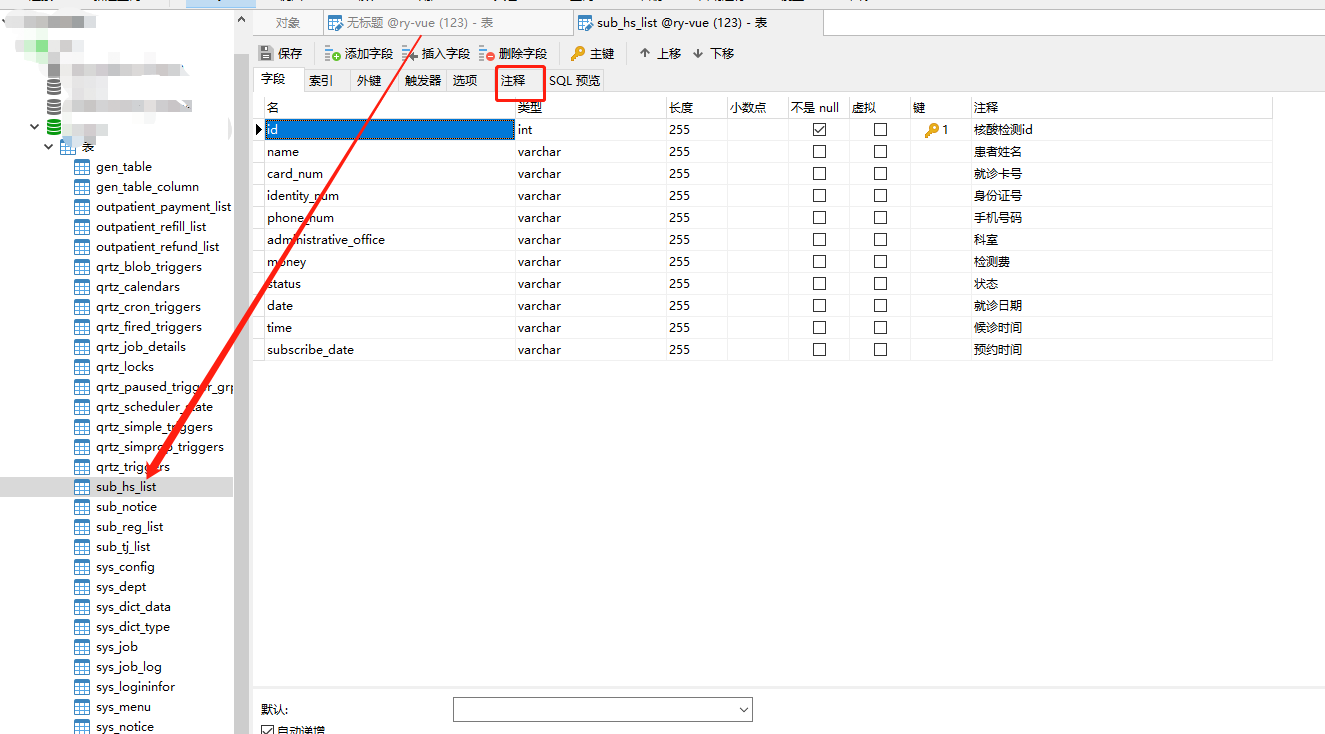 对象
无标题 @ry-vue (123) - 表
sub_hs_list @ry-vue (123) - 表
保存 添加字段 插入字段 删除字段 主键 上移 下移
字段 索引 外键 触发器 选项 注释 SQL 预览
名 类型 长度 小数点 不是 null 虚拟 键 注释
id int 255 1 核酸检测id
name varchar 255 患者姓名
card_num varchar 255 就诊卡号
identity_num varchar 255 身份证号
phone_num varchar 255 手机号码
administrative_office varchar 255 科室
money varchar 255 检测费
status varchar 255 状态
date varchar 255 就诊日期
time varchar 255 候诊时间
subscribe_date varchar 255 预约时间
默认:
自动递增
表
gen_table
gen_table_column
outpatient_payment_list
outpatient_refill_list
outpatient_refund_list
qrtz_blob_triggers
qrtz_calendars
qrtz_cron_triggers
qrtz_fired_triggers
qrtz_job_details
qrtz_locks
qrtz_paused_trigger_grp
qrtz_scheduler_state
qrtz_simple_triggers
qrtz_simprop_triggers
qrtz_triggers
sub_hs_list
sub_notice
sub_reg_list
sub_tj_list
sys_config
sys_dept
sys_dict_data
sys_dict_type
sys_job
sys_job_log
sys_logininfor
sys_menu
sys_notice